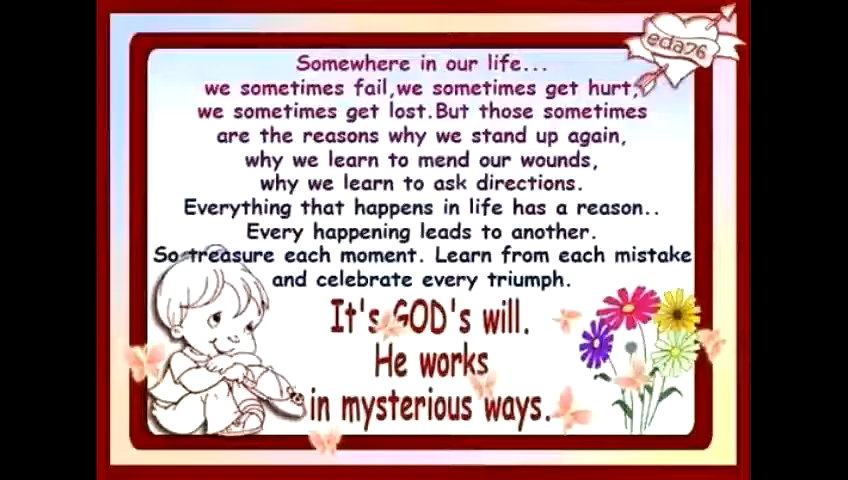 eda76
Somewhere in our life...
we sometimes fail,we sometimes get hurt,
we sometimes get lost.But those sometimes
are the reasons why we stand up again,
why we learn to mend our wounds,
why we learn to ask directions.
Everything that happens in life has a reason..
Every happening leads to another.
So treasure each moment. Learn from each mistake
and celebrate every triumph.
It's GOD's will.
He works
in mysterious ways.